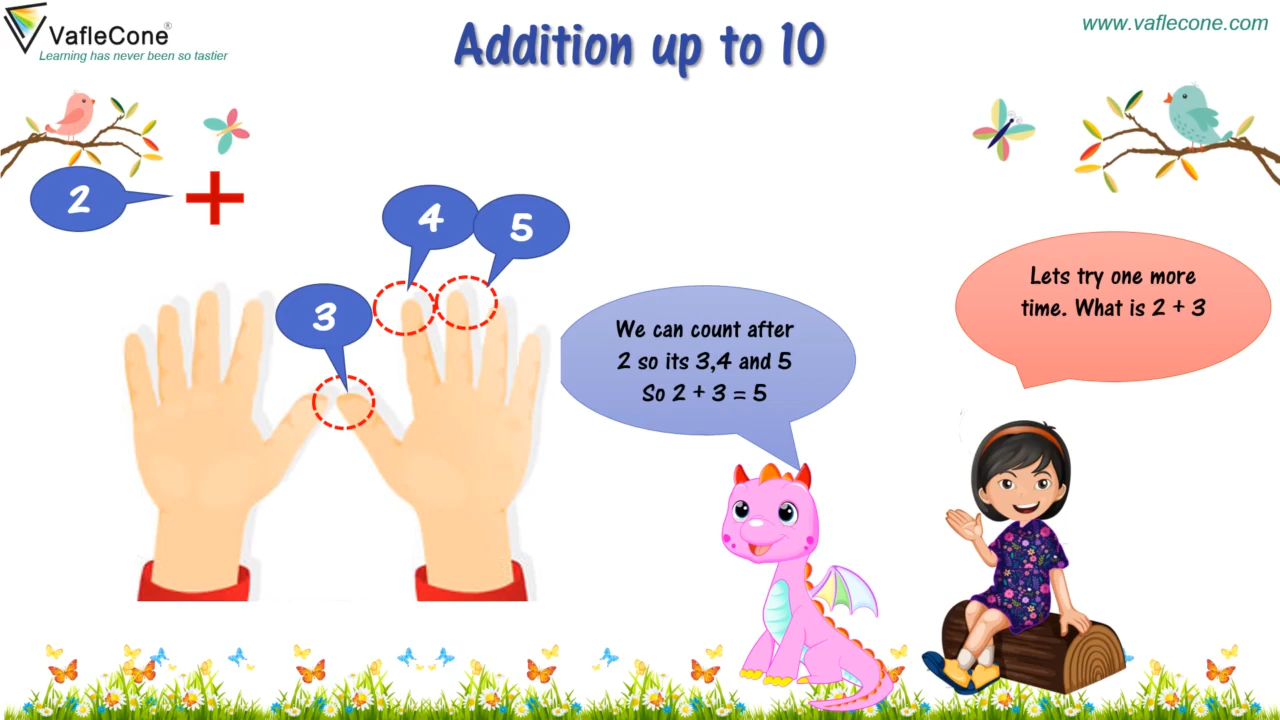 VafleCone®
Learning has never been so tastier
Addition up to 10
www.vaflecone.com
2
+
4
5
3
We can count after
2 so its 3,4 and 5
So 2 + 3 = 5
Lets try one more
time. What is 2 + 3